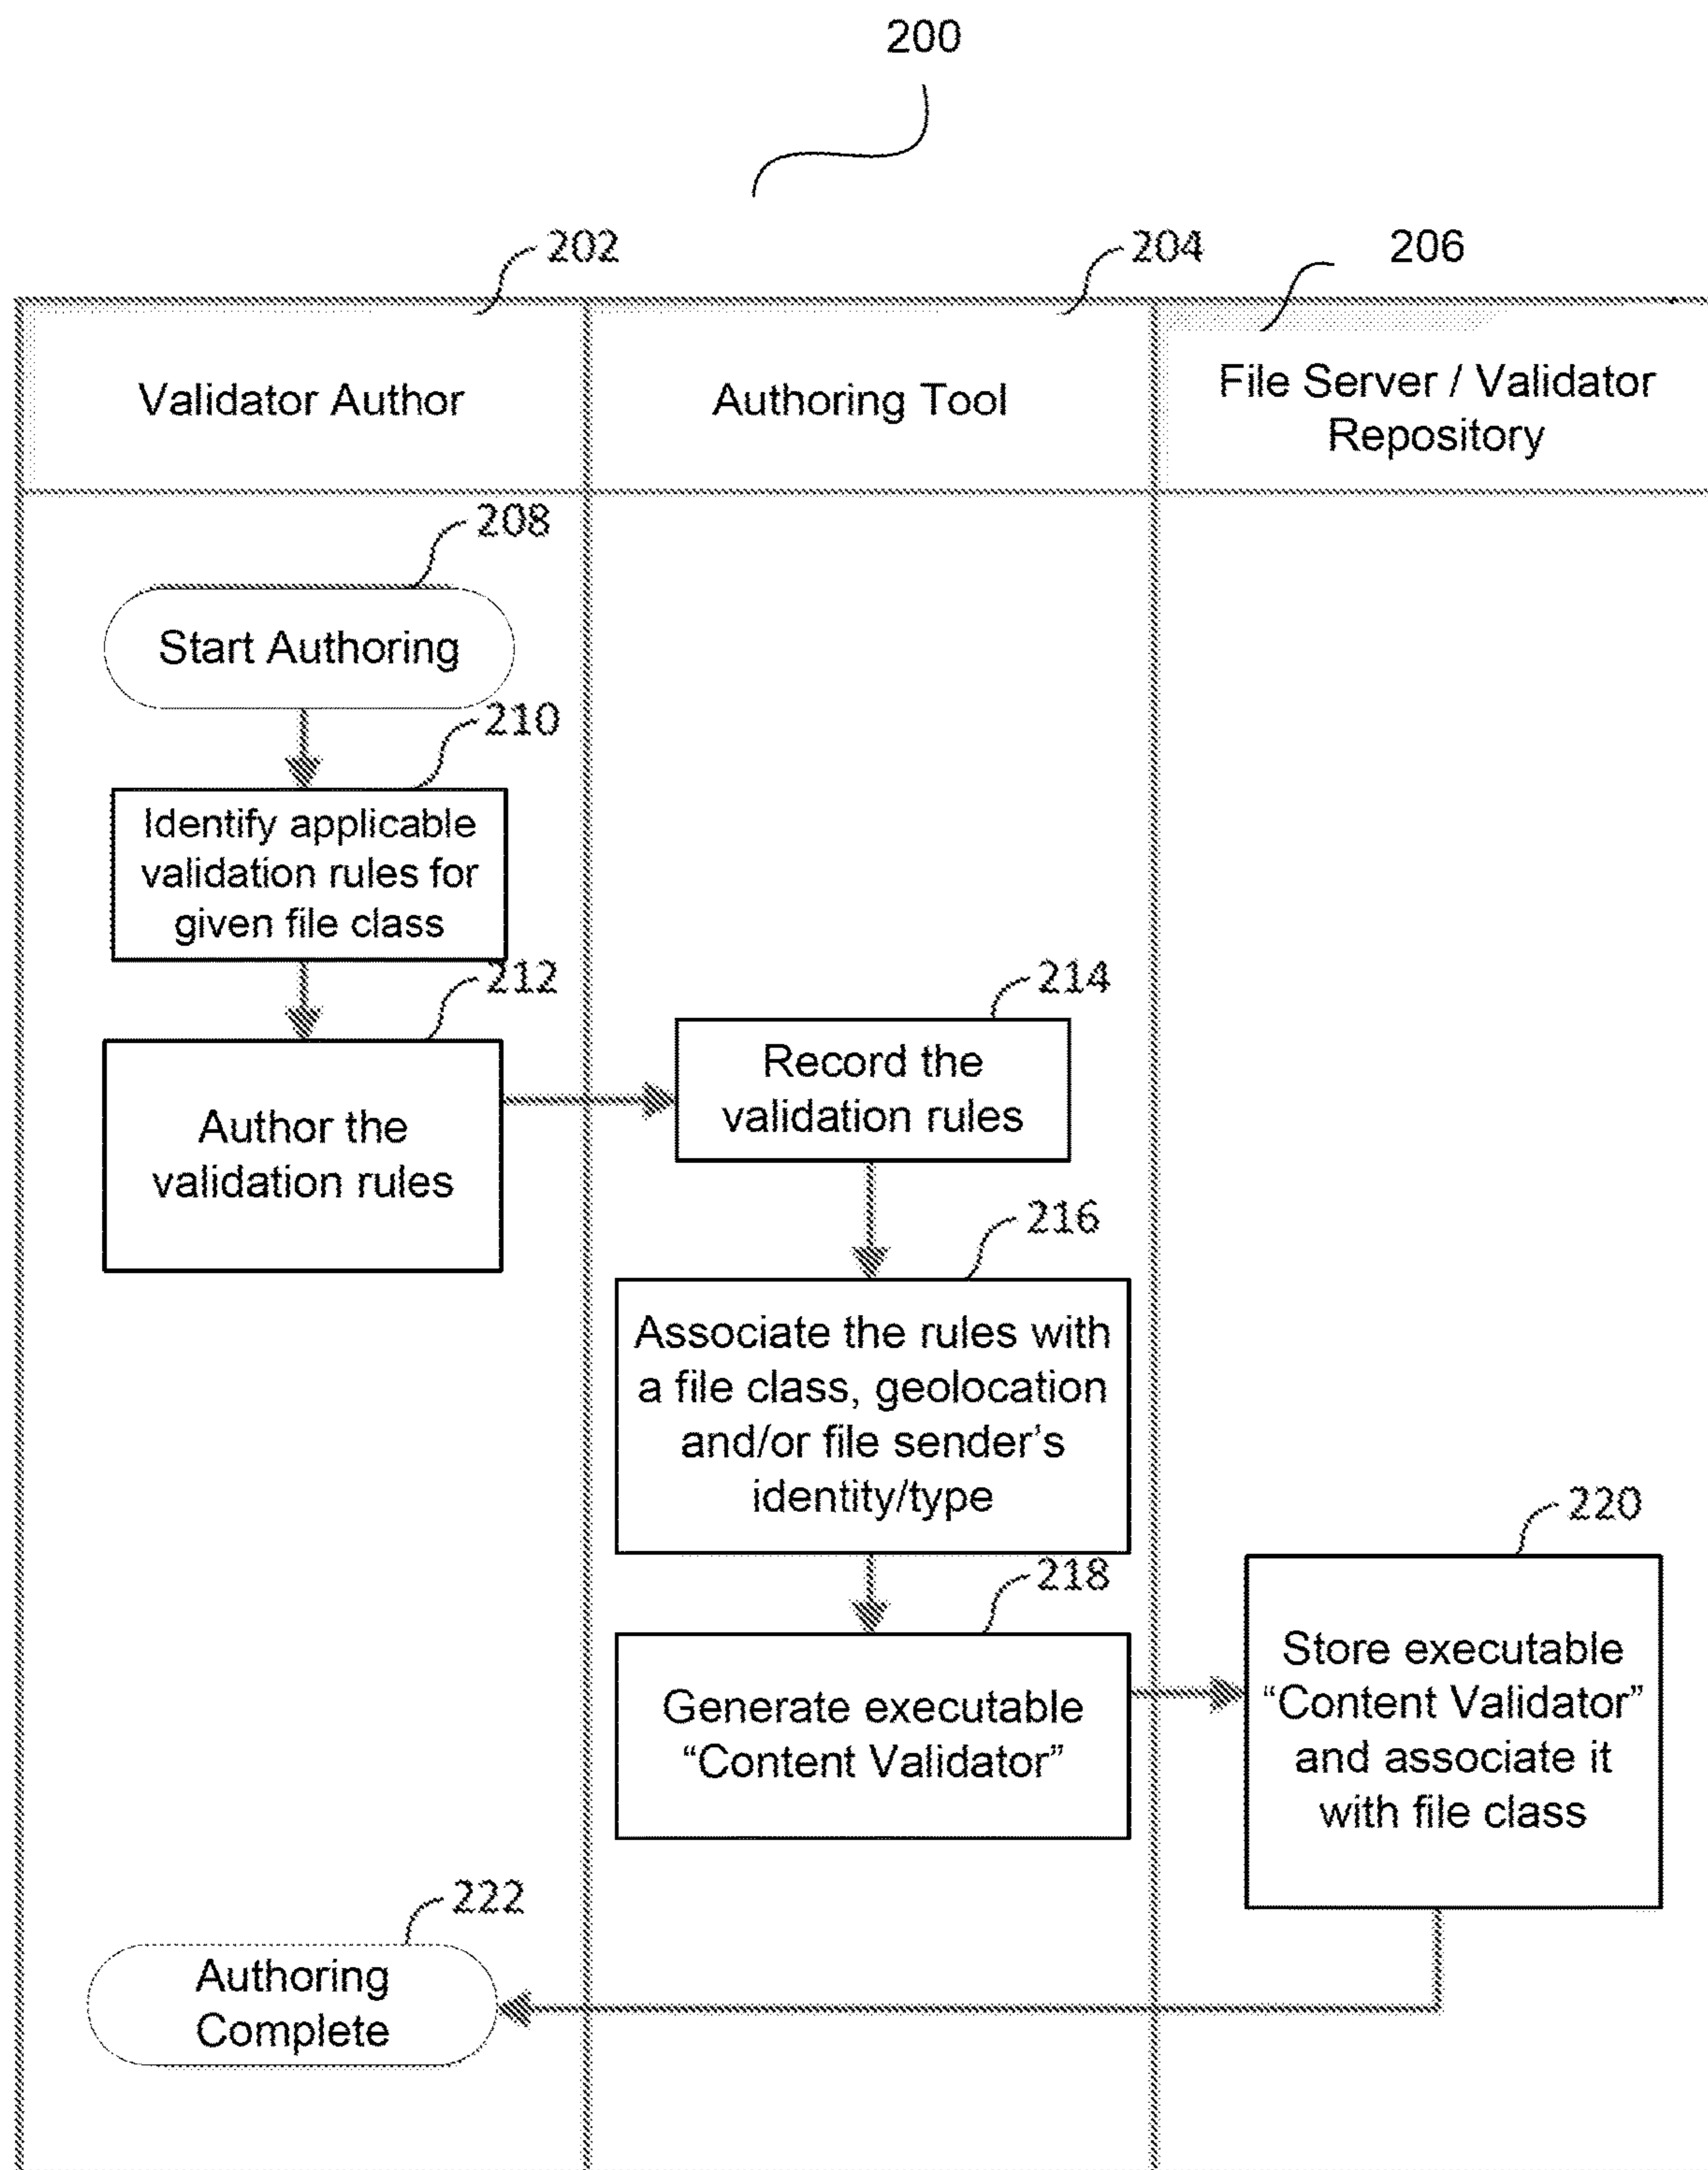 200
202
204
206
Validator Author
Authoring Tool
File Server / Validator
Repository
208
Start Authoring
210
Identify applicable
validation rules for
given file class
212
Author the
validation rules
214
Record the
validation rules
216
Associate the rules with
a file class, geolocation
and/or file sender's
identity/type
218
Generate executable
“Content Validator”
220
Store executable
“Content Validator”
and associate it
with file class
222
Authoring
Complete